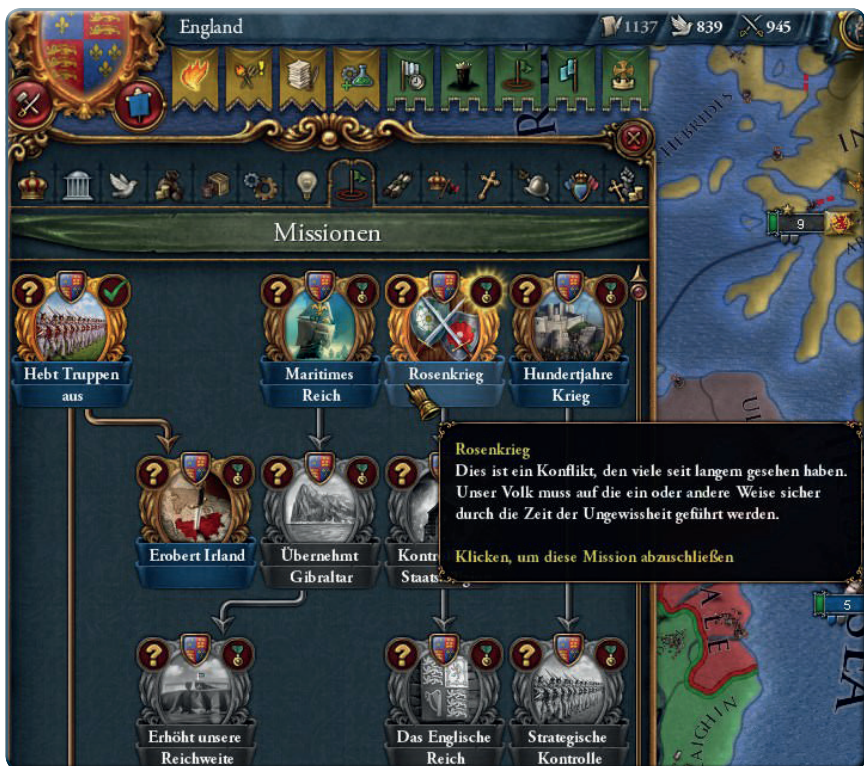 England
1137
839
945
HEBRIDES
9
Missionen
Hebt Truppen
aus
Maritimes
Reich
Rosenkrieg
Hundertjahre
Krieg
Rosenkrieg
Dies ist ein Konflikt, den viele seit langem gesehen haben.
Unser Volk muss auf die ein oder andere Weise sicher
durch die Zeit der Ungewissheit geführt werden.
Klicken, um diese Mission abzuschließen
Erobert Irland
Übernehmt
Gibraltar
5
Erhöht unsere
Reichweite
Das Englische
Reich
Strategische
Kontrolle